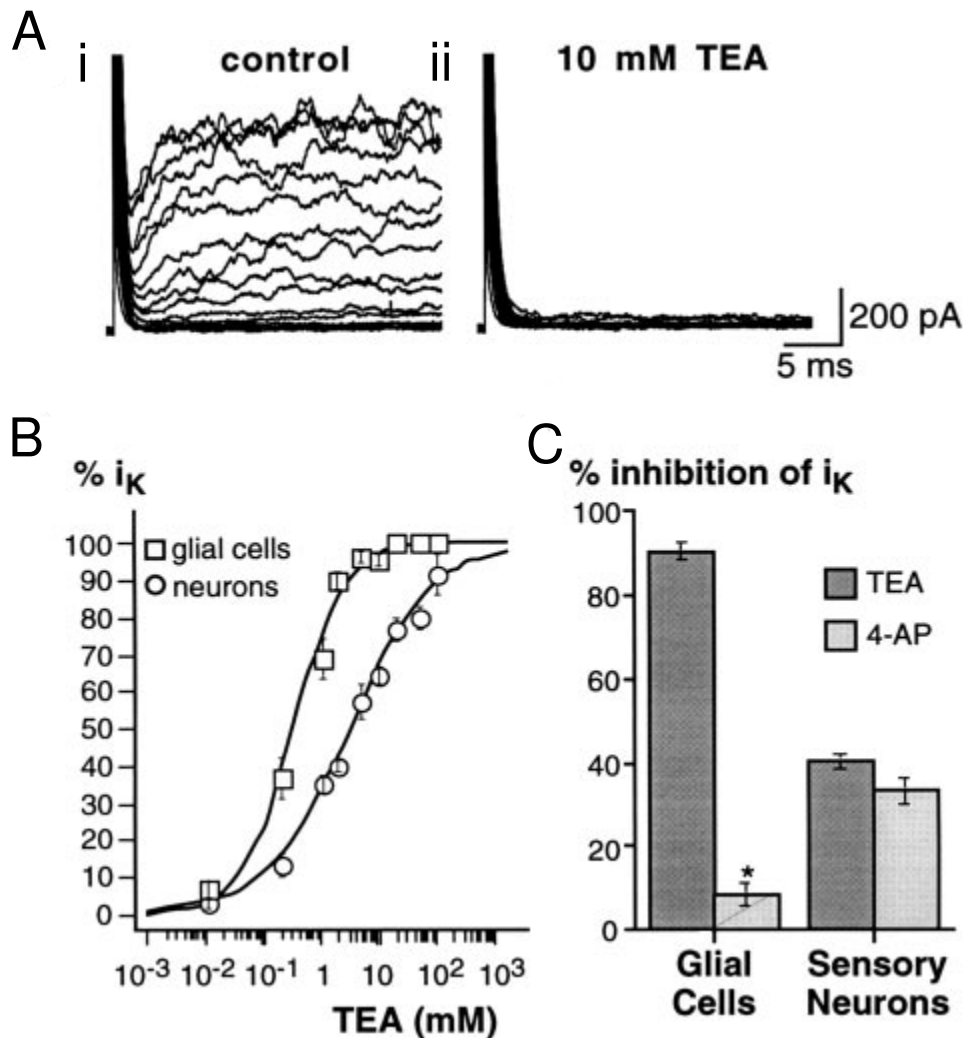 A
i control
ii 10 mM TEA
200 pA
5 ms
B
% iK
100
90
80
70
60
50
40
30
20
10
0
glial cells
neurons
10-3 10-2 10-1 1 10 102 103
TEA (mM)
C
% inhibition of iK
100
80
60
40
20
0
TEA
4-AP
*
Glial
Cells
Sensory
Neurons